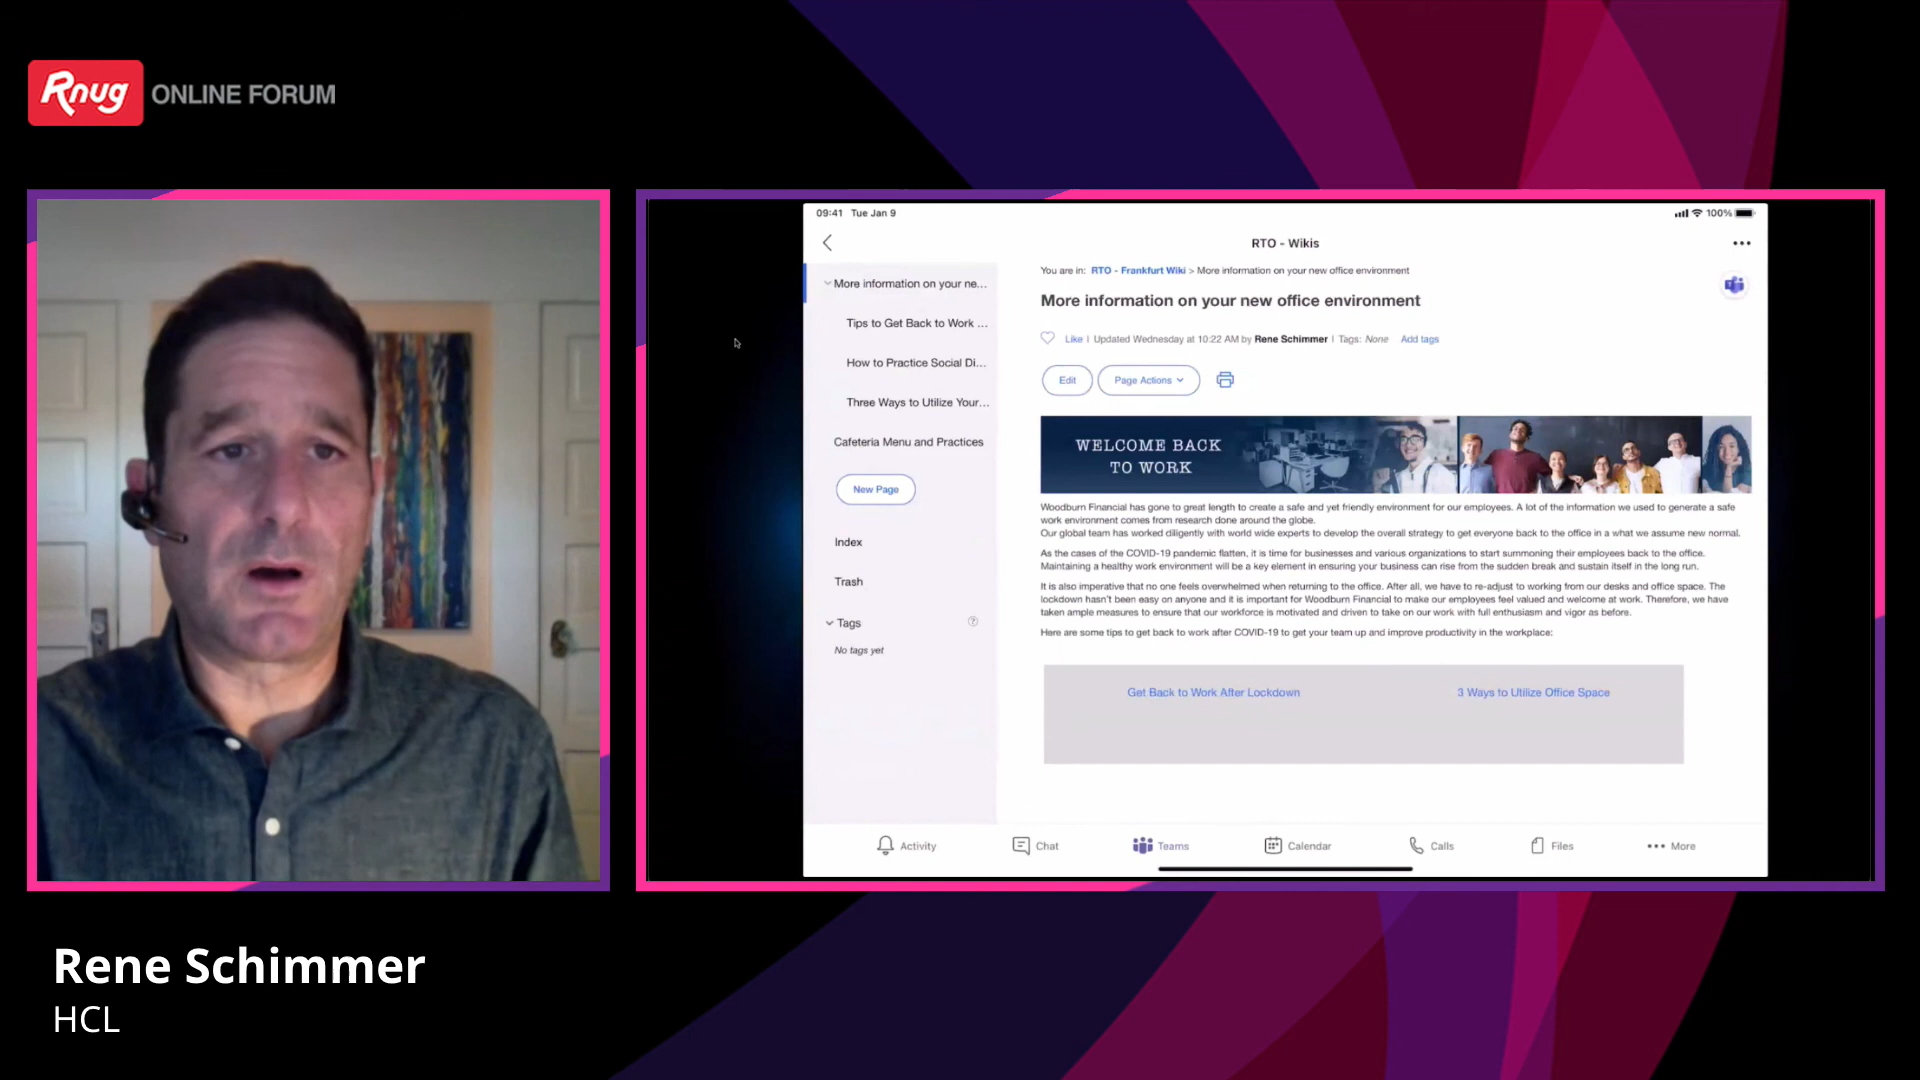 Rnug ONLINE FORUM
09:41 Tue Jan 9
100%
RTO - Wikis
More information on your ne...
Tips to Get Back to Work ...
How to Practice Social Di...
Three Ways to Utilize Your...
Cafeteria Menu and Practices
New Page
Index
Trash
Tags
?
No tags yet
You are in: RTO - Frankfurt Wiki > More information on your new office environment
More information on your new office environment
Like | Updated Wednesday at 10:22 AM by Rene Schimmer | Tags: None Add tags
Edit Page Actions
WELCOME BACK
TO WORK
Woodburn Financial has gone to great length to create a safe and yet friendly environment for our employees. A lot of the information we used to generate a safe
work environment comes from research done around the globe.
Our global team has worked diligently with world wide experts to develop the overall strategy to get everyone back to the office in a what we assume new normal.
As the cases of the COVID-19 pandemic flatten, it is time for businesses and various organizations to start summoning their employees back to the office.
Maintaining a healthy work environment will be a key element in ensuring your business can rise from the sudden break and sustain itself in the long run.
It is also imperative that no one feels overwhelmed when returning to the office. After all, we have to re-adjust to working from our desks and office space. The
lockdown hasn't been easy on anyone and it is important for Woodburn Financial to make our employees feel valued and welcome at work. Therefore, we have
taken ample measures to ensure that our workforce is motivated and driven to take on our work with full enthusiasm and vigor as before.
Here are some tips to get back to work after COVID-19 to get your team up and improve productivity in the workplace:
Get Back to Work After Lockdown 3 Ways to Utilize Office Space
Activity Chat Teams Calendar Calls Files More
Rene Schimmer
HCL